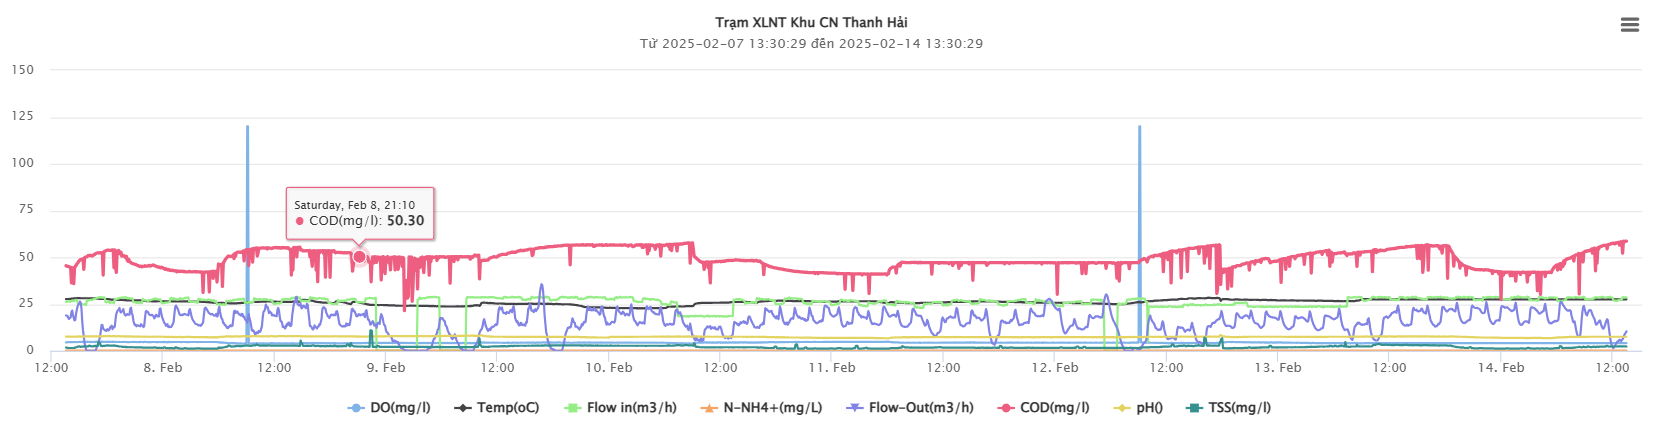 Trạm XLNT Khu CN Thanh Hải
Từ 2025-02-07 13:30:29 đến 2025-02-14 13:30:29
150
125
100
75
50
25
0
Saturday, Feb 8, 21:10
COD(mg/l): 50.30
12:00 8. Feb 12:00 9. Feb 12:00 10. Feb 12:00 11. Feb 12:00 12. Feb 12:00 13. Feb 12:00 14. Feb 12:00
DO(mg/l) Temp(oC) Flow in(m3/h) N-NH4+(mg/L) Flow-Out(m3/h) COD(mg/l) pH() TSS(mg/l)